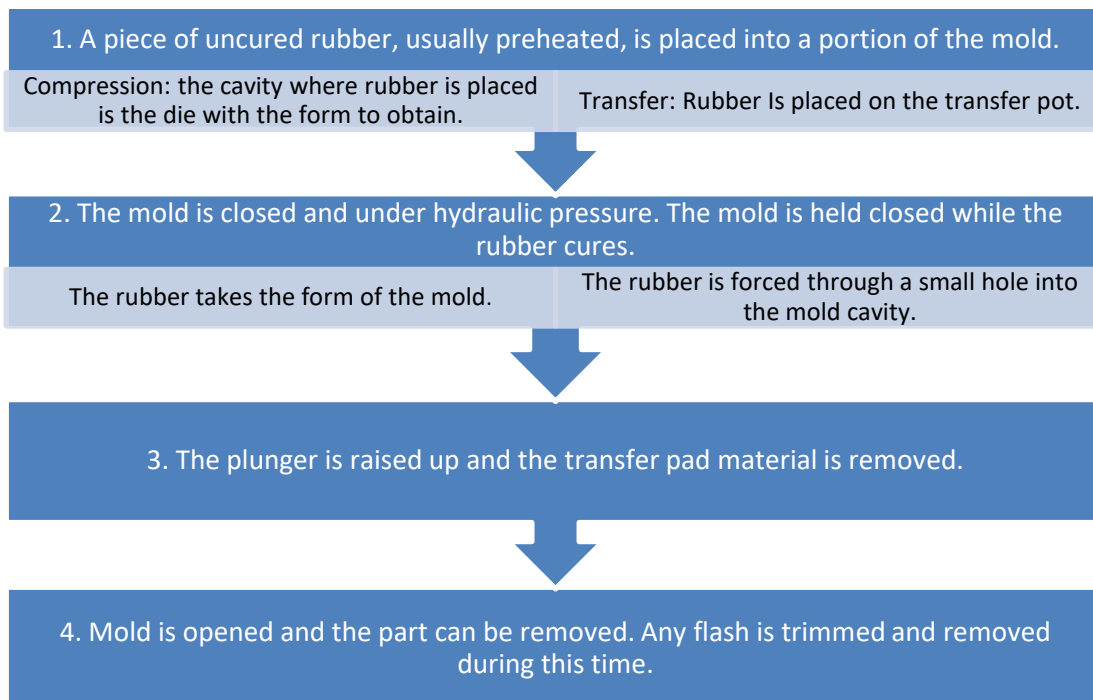 1. A piece of uncured rubber, usually preheated, is placed into a portion of the mold.
Compression: the cavity where rubber is placed
is the die with the form to obtain.
Transfer: Rubber Is placed on the transfer pot.
2. The mold is closed and under hydraulic pressure. The mold is held closed while the
rubber cures.
The rubber takes the form of the mold.
The rubber is forced through a small hole into
the mold cavity.
3. The plunger is raised up and the transfer pad material is removed.
4. Mold is opened and the part can be removed. Any flash is trimmed and removed
during this time.